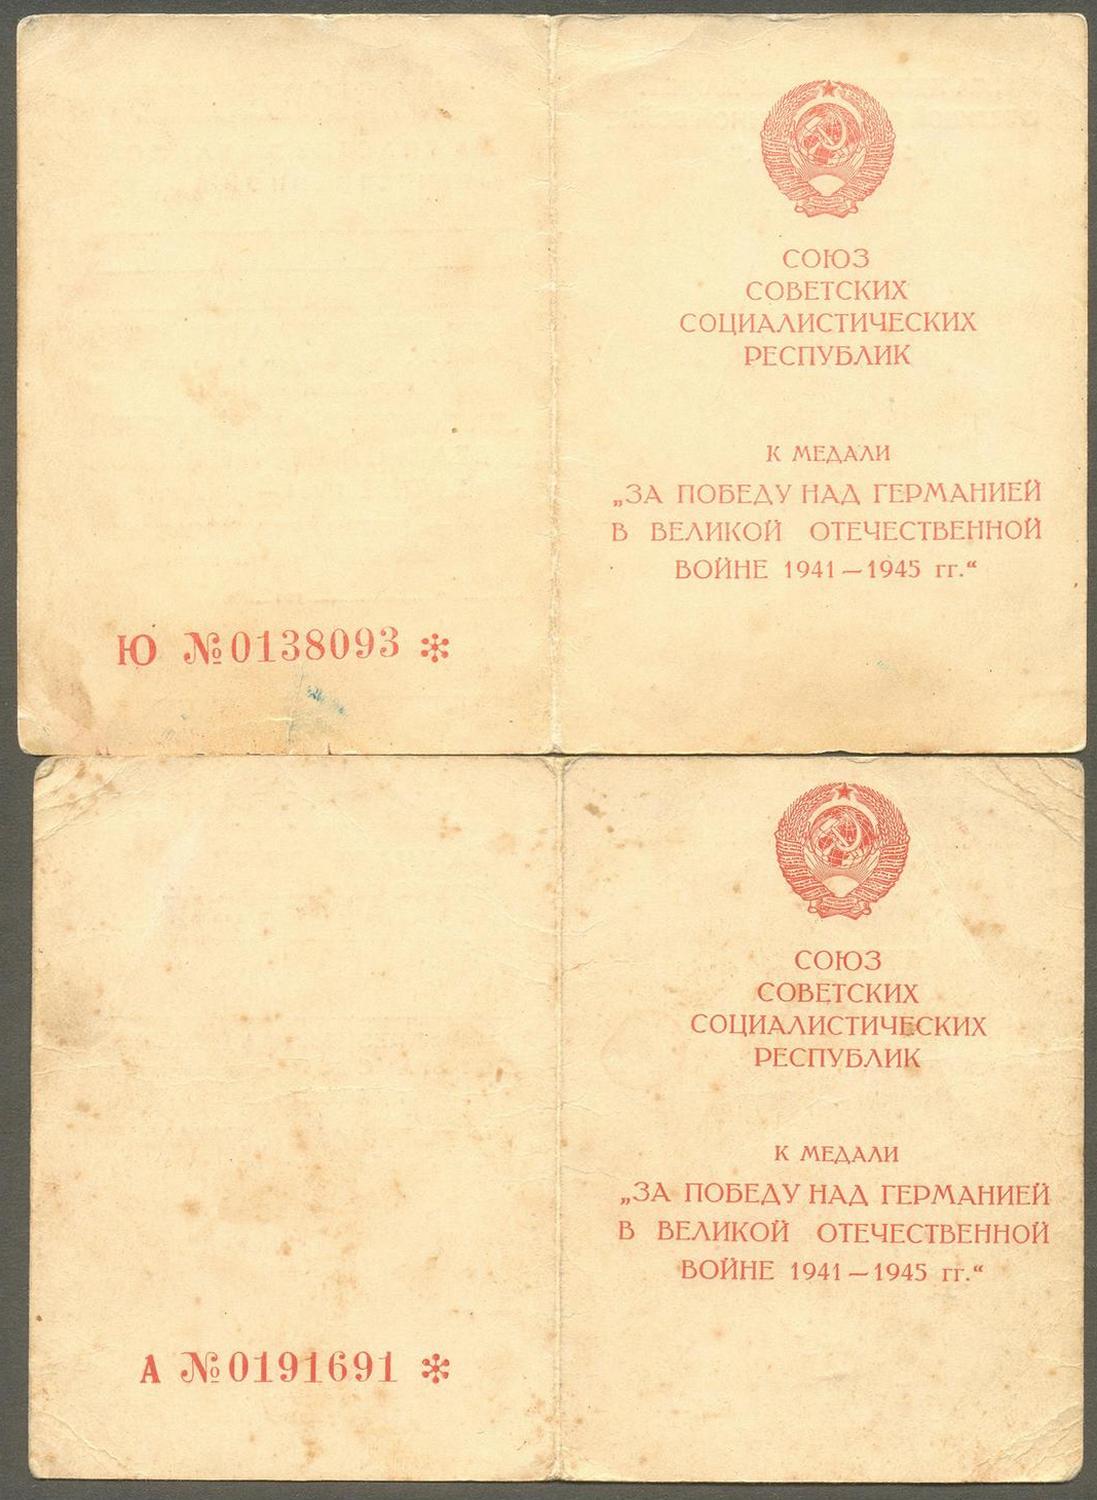 СОЮЗ
СОВЕТСКИХ
СОЦИАЛИСТИЧЕСКИХ
РЕСПУБЛИК
К МЕДАЛИ
„ЗА ПОБЕДУ НАД ГЕРМАНИЕЙ
В ВЕЛИКОЙ ОТЕЧЕСТВЕННОЙ
ВОЙНЕ 1941—1945 гг.“
Ю №0138093 *
СОЮЗ
СОВЕТСКИХ
СОЦИАЛИСТИЧЕСКИХ
РЕСПУБЛИК
К МЕДАЛИ
„ЗА ПОБЕДУ НАД ГЕРМАНИЕЙ
В ВЕЛИКОЙ ОТЕЧЕСТВЕННОЙ
ВОЙНЕ 1941—1945 гг.“
А №0191691 *